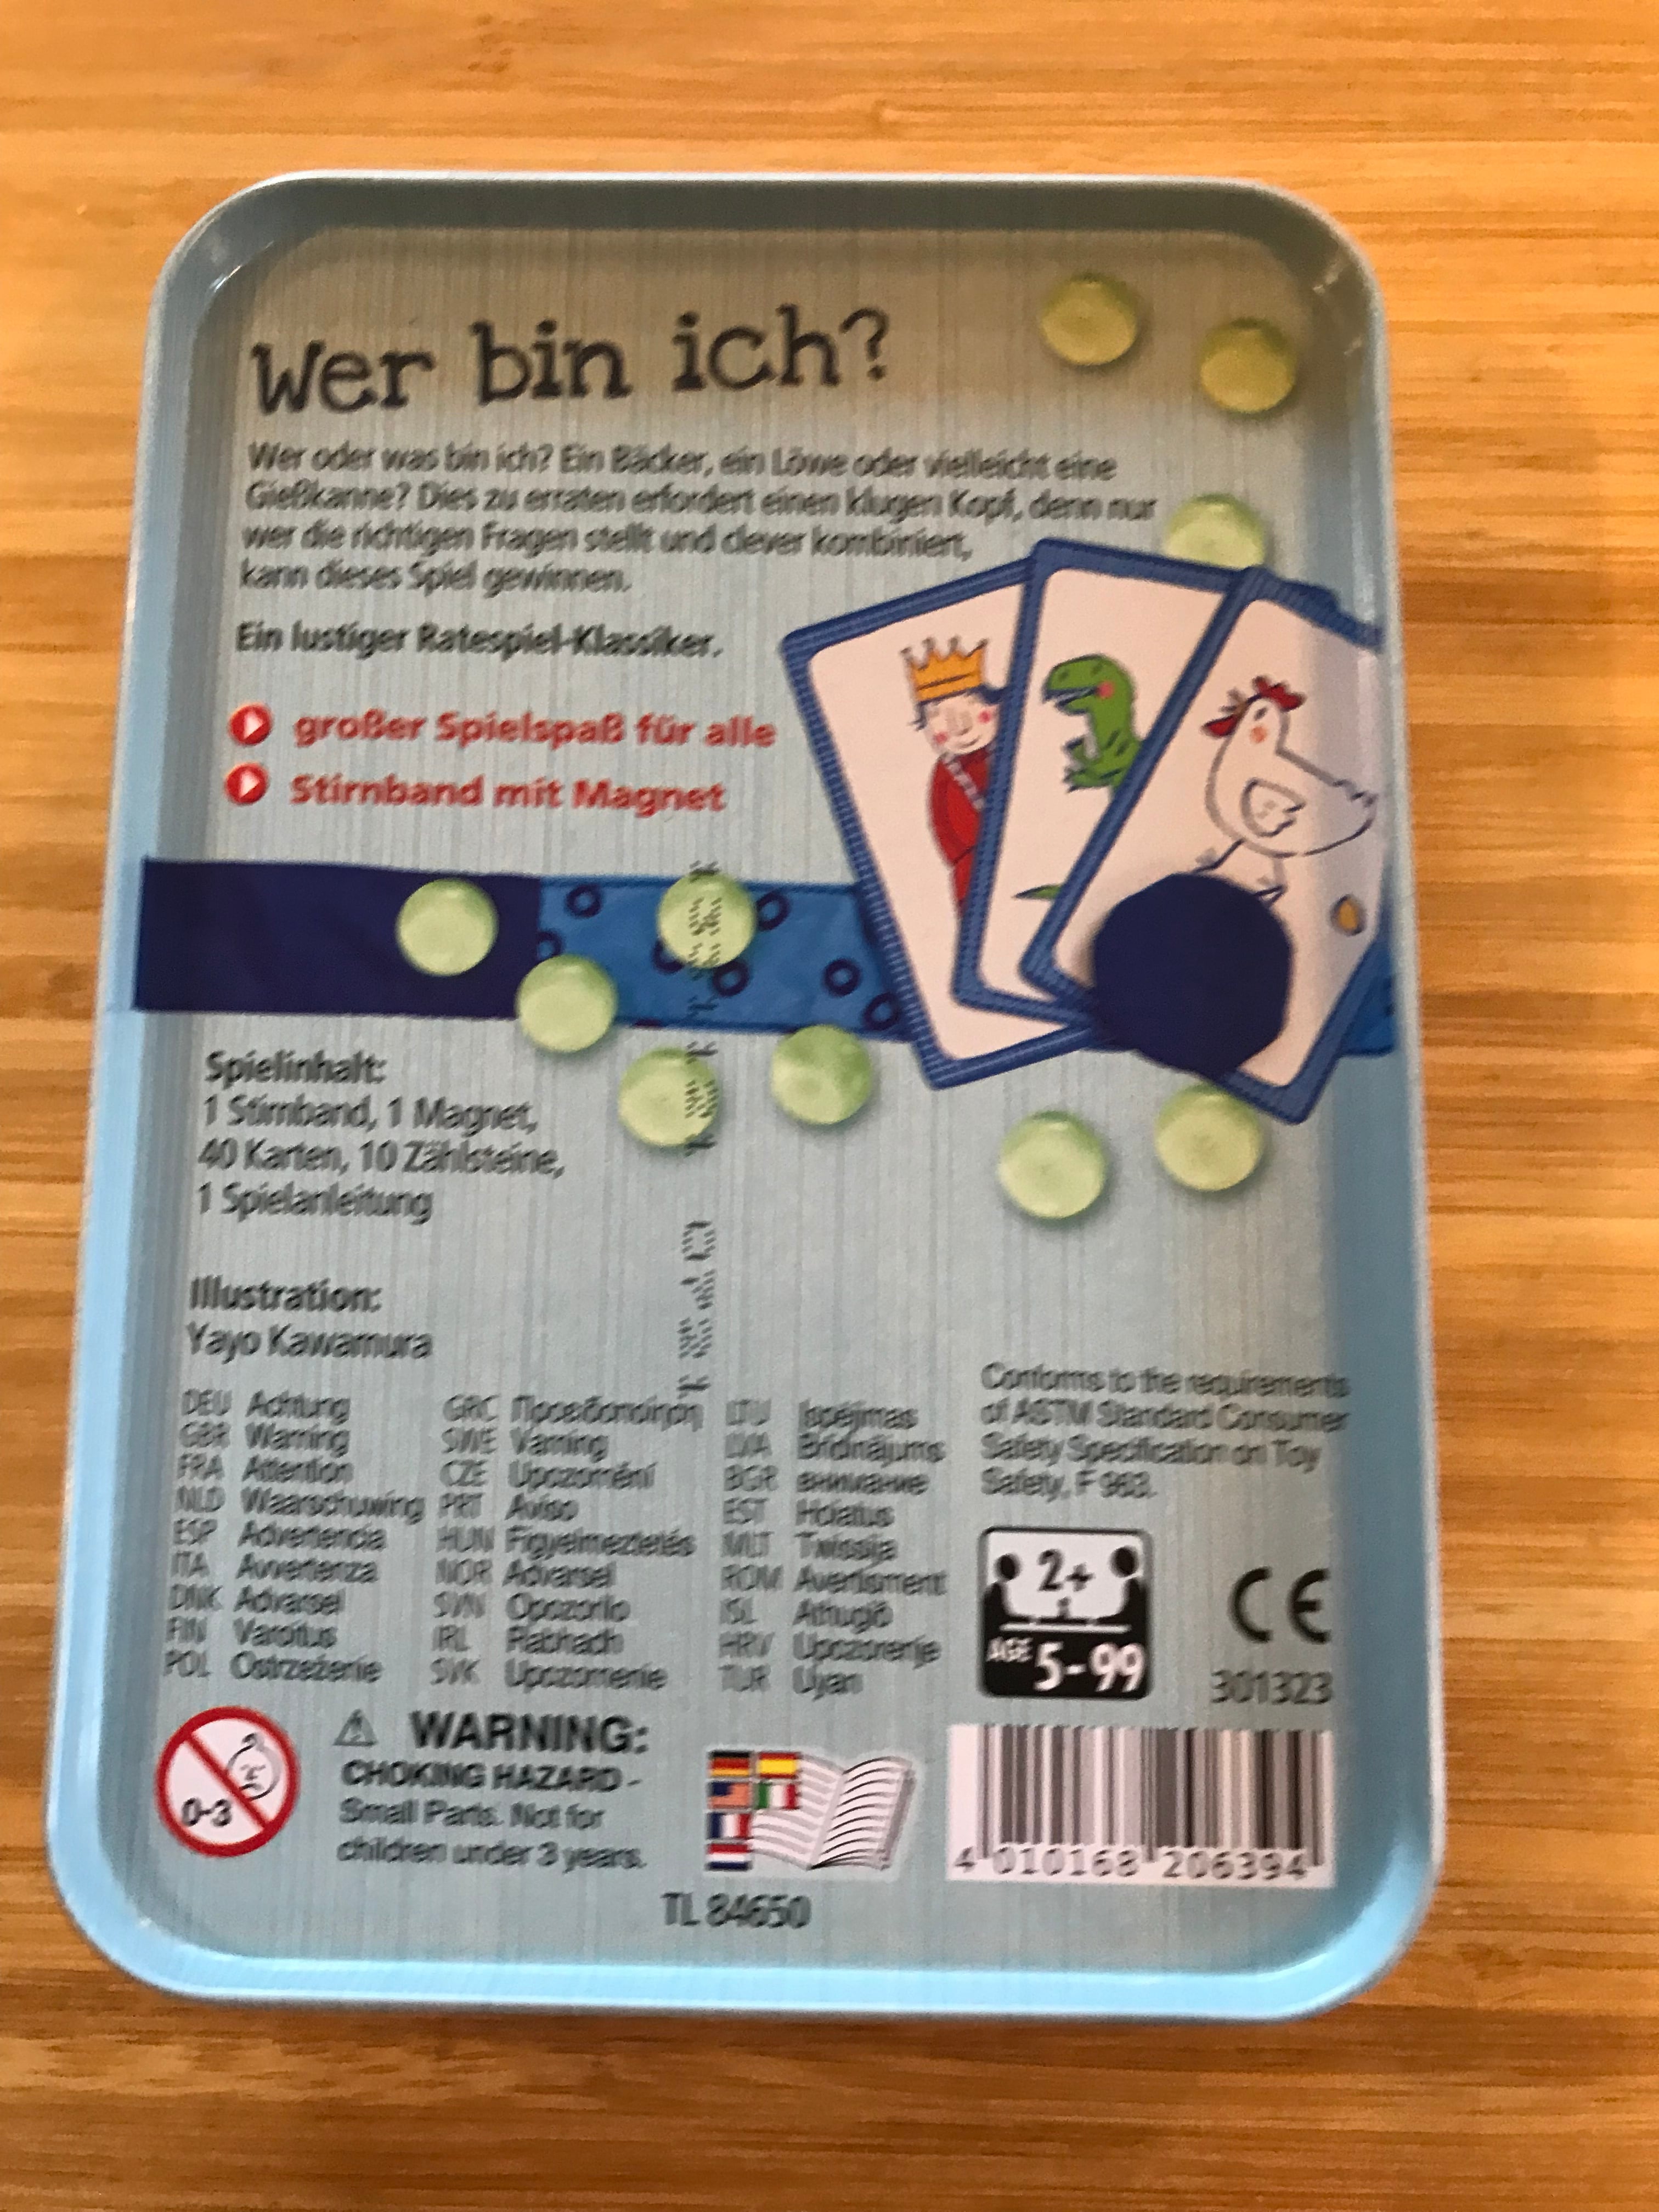 Wer bin ich?
Wer oder was bin ich? Ein Bäcker, ein Löwe oder vielleicht eine
Gießkanne? Dies zu erraten erfordert einen klugen Kopf, denn nur
wer die richtigen Fragen stellt und clever kombiniert,
kann dieses Spiel gewinnen.
Ein lustiger Ratespiel-Klassiker.
großer Spielspaß für alle
Stirnband mit Magnet
Spielinhalt:
1 Stirnband, 1 Magnet,
40 Karten, 10 Zählsteine,
1 Spielanleitung
Illustration:
Yayo Kawamura
DEU Achtung
GBR Warning
FRA Attention
NLD Waarschuwing
ESP Advertencia
ITA Avvertenza
DNK Advarsel
FIN Varoitus
POL Ostrzeżenie
GRC Προειδοποίηση
SWE Varning
CZE Upozornění
PRT Aviso
HUN Figyelmeztetés
NOR Advarsel
SVN Opozorilo
IRL Rabhadh
SVK Upozornenie
LTU Įspėjimas
LVA Brīdinājums
BGR внимание
EST Hoiatus
MLT Twissija
ROM Avertisment
ISL Athugið
HRV Upozorenje
TUR Uyarı
Conforms to the requirements
of ASTM Standard Consumer
Safety Specification on Toy
Safety, F 963.
2+
AGE 5-99
CE
301323
0-3
WARNING:
CHOKING HAZARD -
Small Parts. Not for
children under 3 years.
4 010168 206394
TL 84650